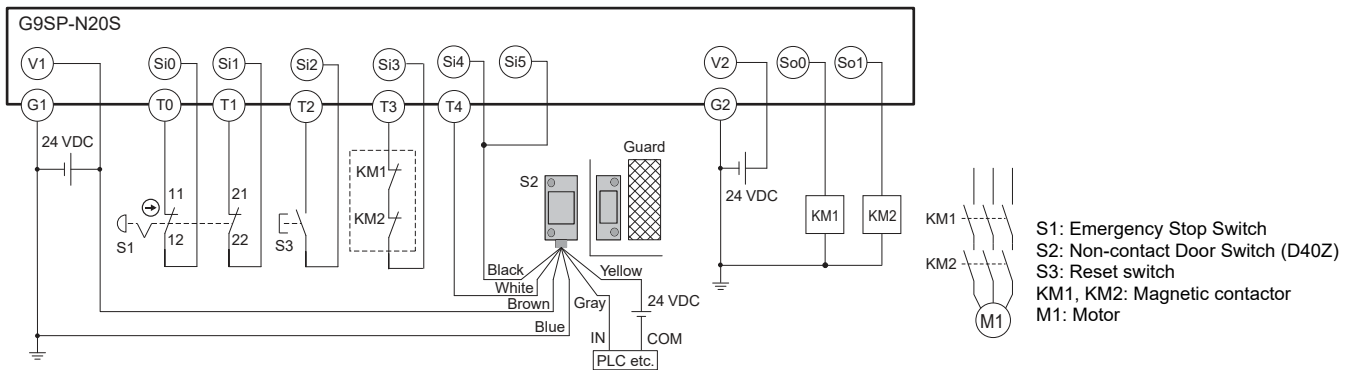 G9SP-N20S
V1 Si0 Si1 Si2 Si3 Si4 Si5 V2 So0 So1
G1 T0 T1 T2 T3 T4 G2
24 VDC
Guard
KM1
S2
11 21
24 VDC
KM2
KM1 KM2
S1
12 22
S3
KM1
KM2
M1
Black
White
Brown
Blue
Gray
Yellow
24 VDC
IN COM
PLC etc.
S1: Emergency Stop Switch
S2: Non-contact Door Switch (D40Z)
S3: Reset switch
KM1, KM2: Magnetic contactor
M1: Motor